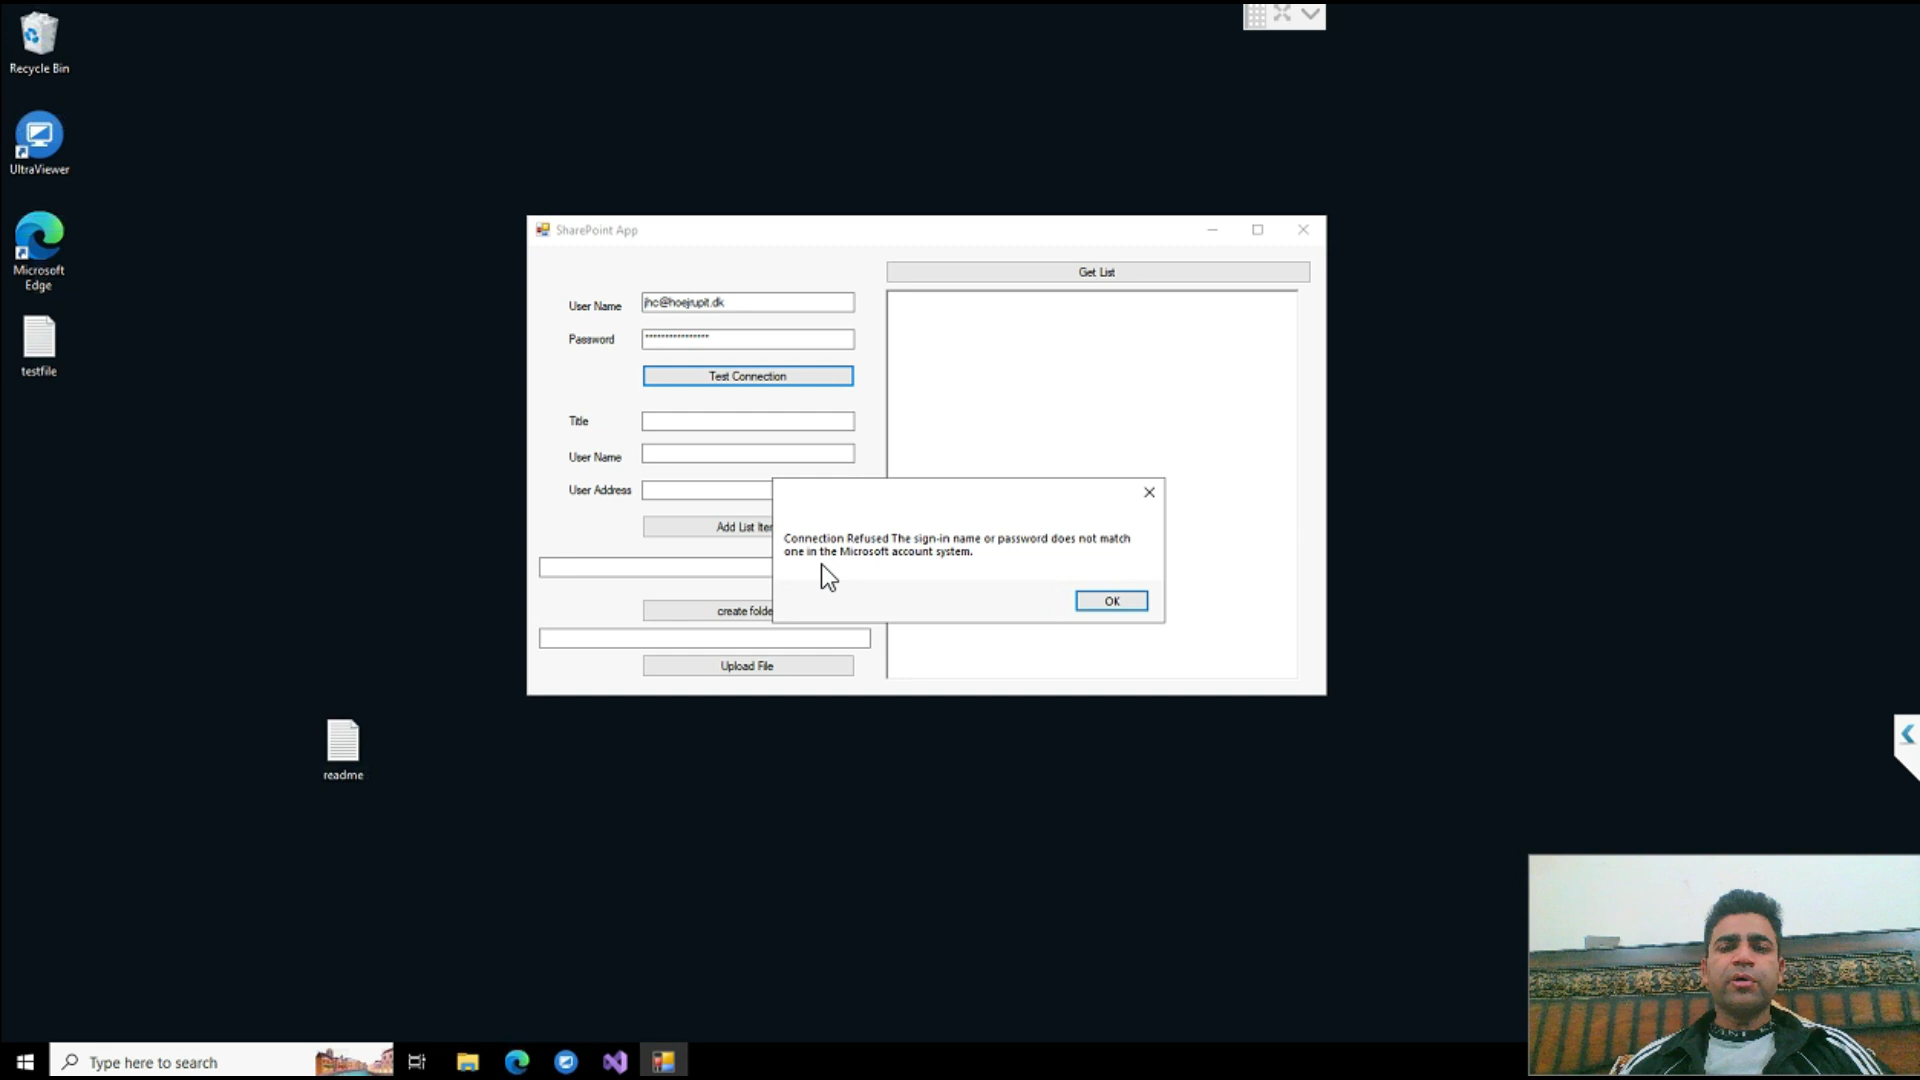 Recycle Bin
UltraViewer
Microsoft
Edge
testfile
readme
SharePoint App
Get List
User Name
jhc@hoejrupit.dk
Password
****************
Test Connection
Title
User Name
User Address
Add List Iter
create folde
Upload File
Connection Refused The sign-in name or password does not match
one in the Microsoft account system.
OK
Type here to search